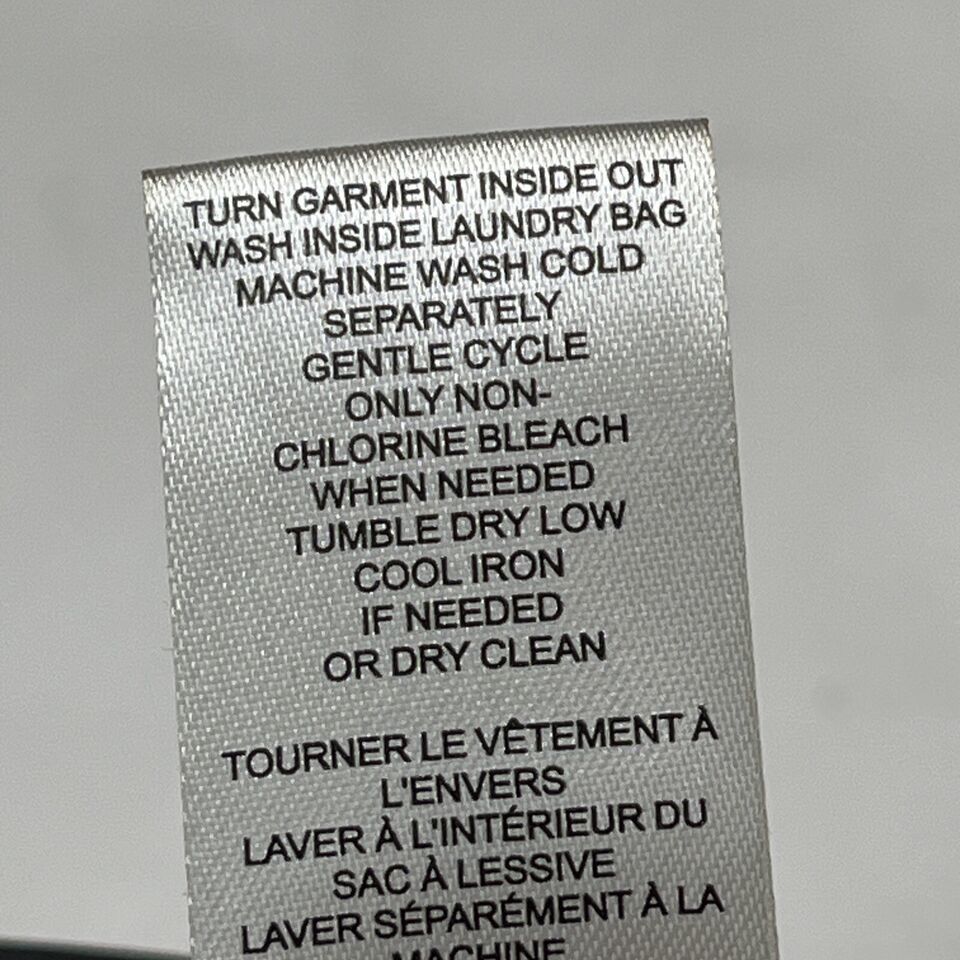 TURN GARMENT INSIDE OUT
WASH INSIDE LAUNDRY BAG
MACHINE WASH COLD
SEPARATELY
GENTLE CYCLE
ONLY NON-
CHLORINE BLEACH
WHEN NEEDED
TUMBLE DRY LOW
COOL IRON
IF NEEDED
OR DRY CLEAN
TOURNER LE VÊTEMENT À
L'ENVERS
LAVER À L'INTÉRIEUR DU
SAC À LESSIVE
LAVER SÉPARÉMENT À LA
MACHINE